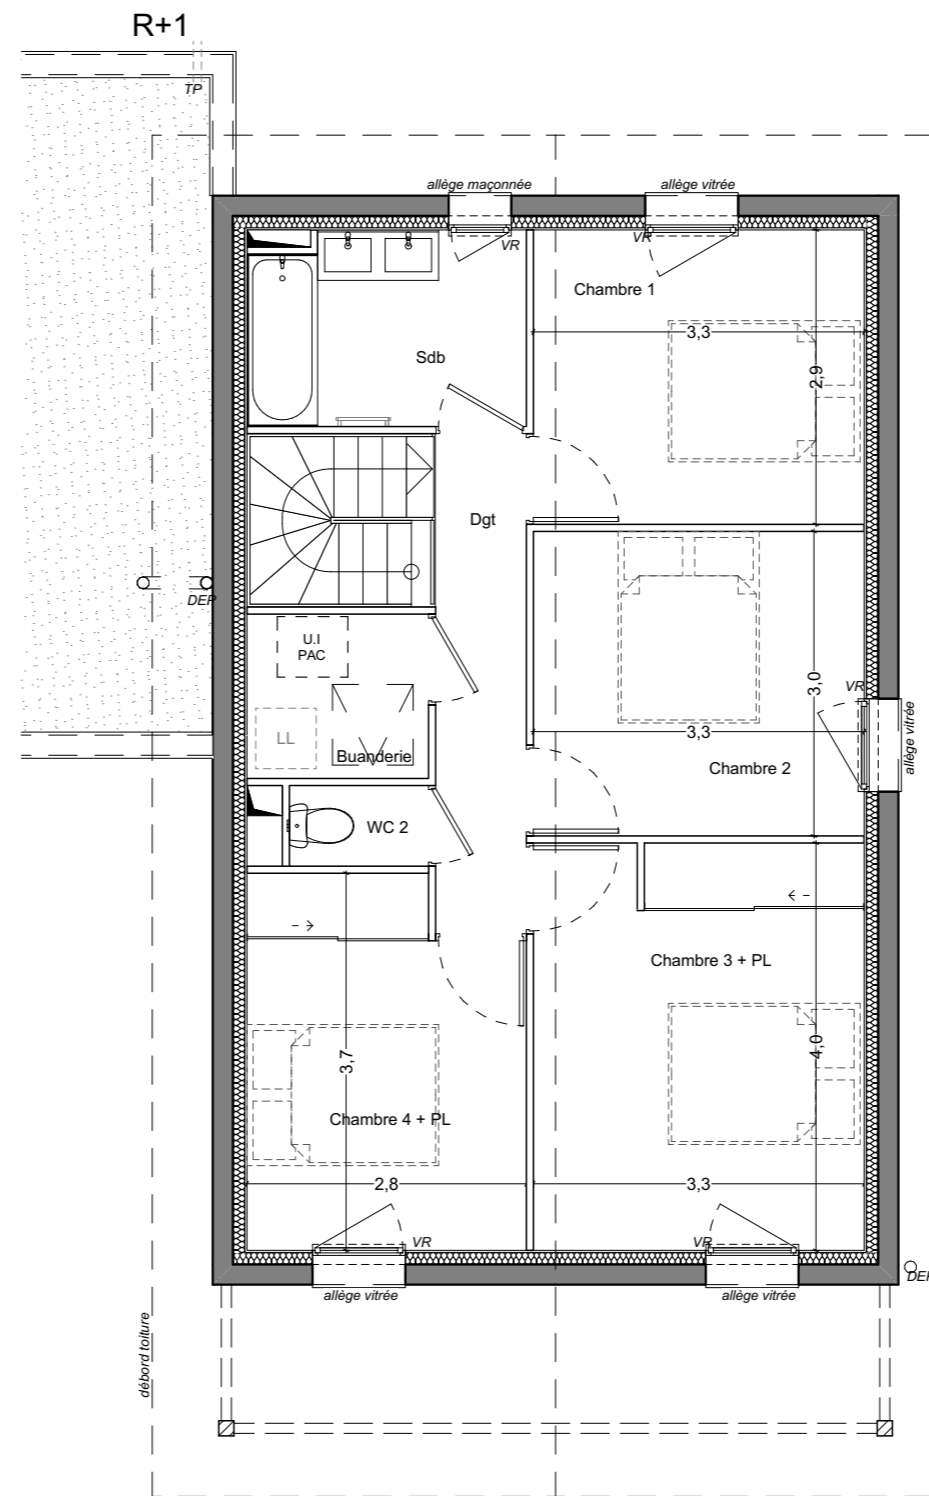 R+1
TP
allège maçonnée
allège vitrée
VR
VR
Chambre 1
3,3
2,9
Sdb
Dgt
DEP
U.I
PAC
LL
Buanderie
3,0
VR
allège vitrée
3,3
Chambre 2
WC 2
Chambre 3 + PL
3,7
4,0
Chambre 4 + PL
2,8
3,3
VR
VR
DEP
allège vitrée
allège vitrée
débord toiture